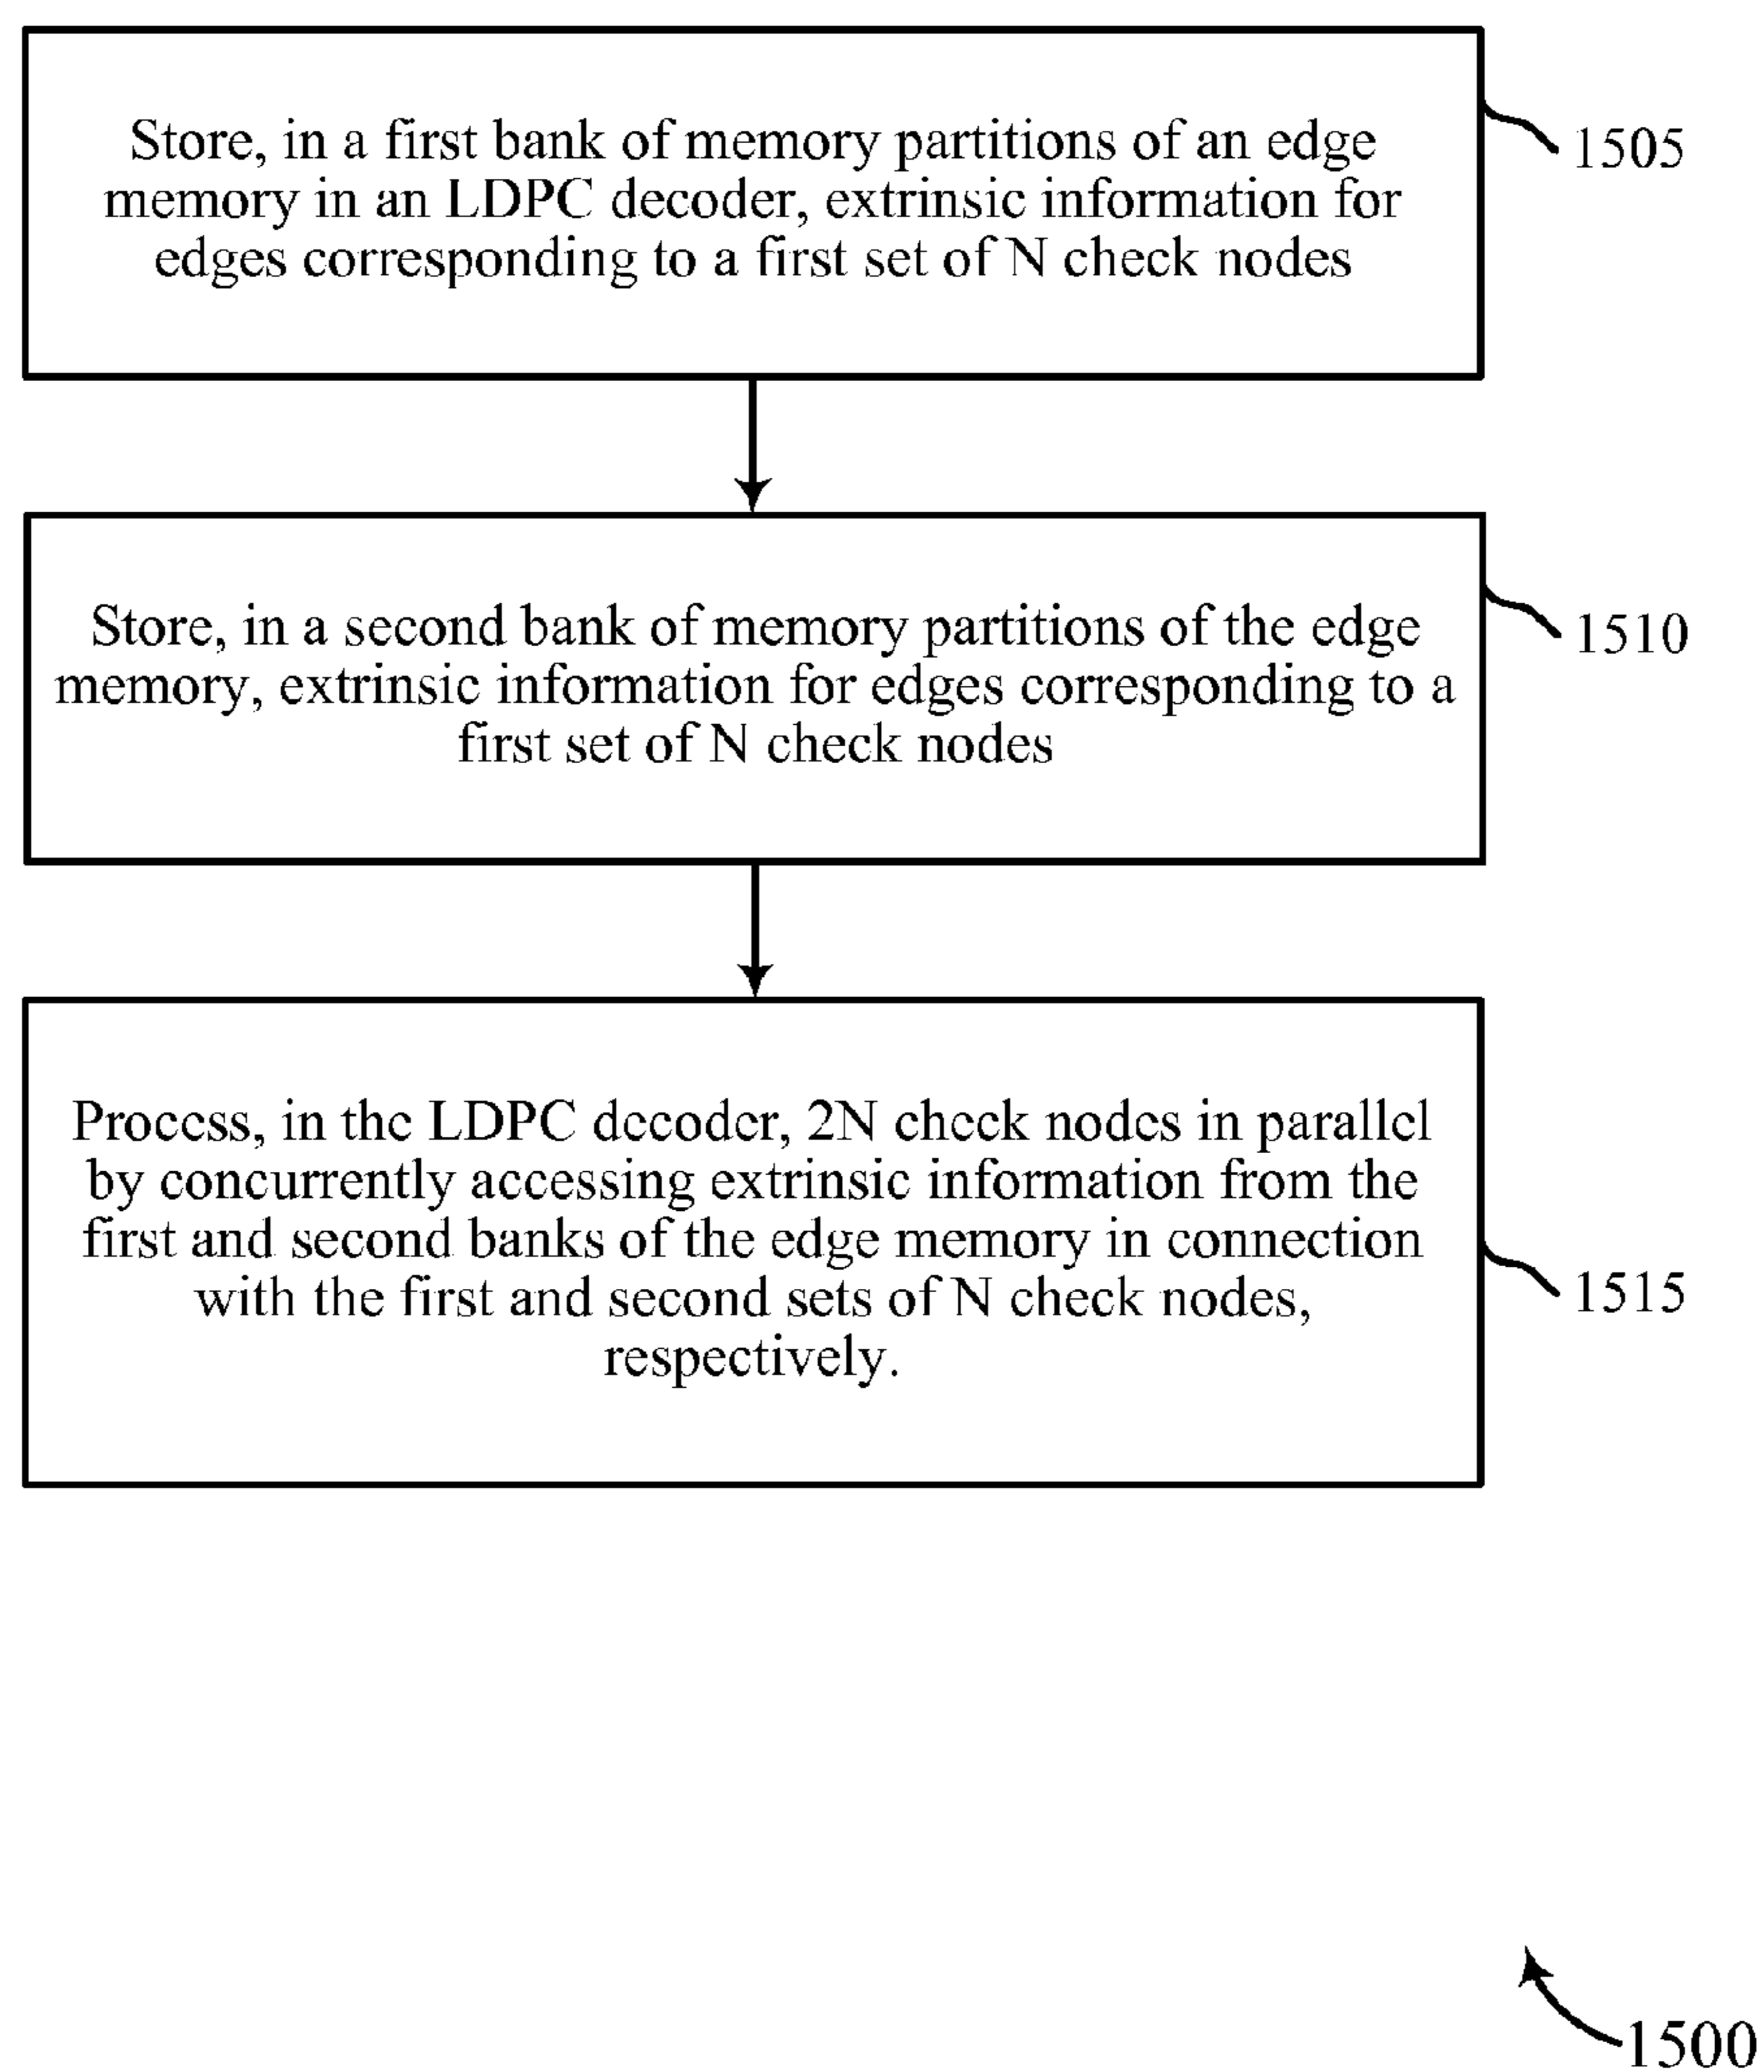 Store, in a first bank of memory partitions of an edge
memory in an LDPC decoder, extrinsic information for
edges corresponding to a first set of N check nodes
1505
Store, in a second bank of memory partitions of the edge
memory, extrinsic information for edges corresponding to a
first set of N check nodes
1510
Process, in the LDPC decoder, 2N check nodes in parallel
by concurrently accessing extrinsic information from the
first and second banks of the edge memory in connection
with the first and second sets of N check nodes,
respectively.
1515
1500